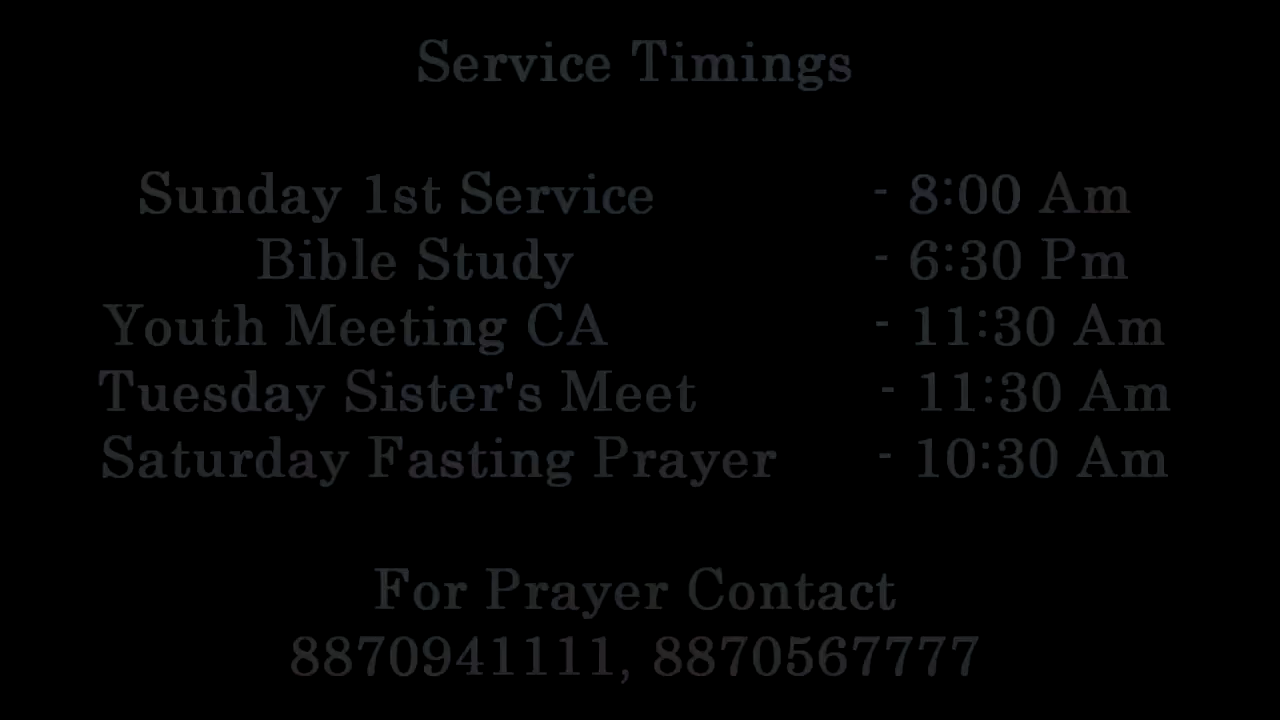 Service Timings
Sunday 1st Service - 8:00 Am
Bible Study - 6:30 Pm
Youth Meeting CA - 11:30 Am
Tuesday Sister's Meet - 11:30 Am
Saturday Fasting Prayer - 10:30 Am
For Prayer Contact
8870941111, 8870567777